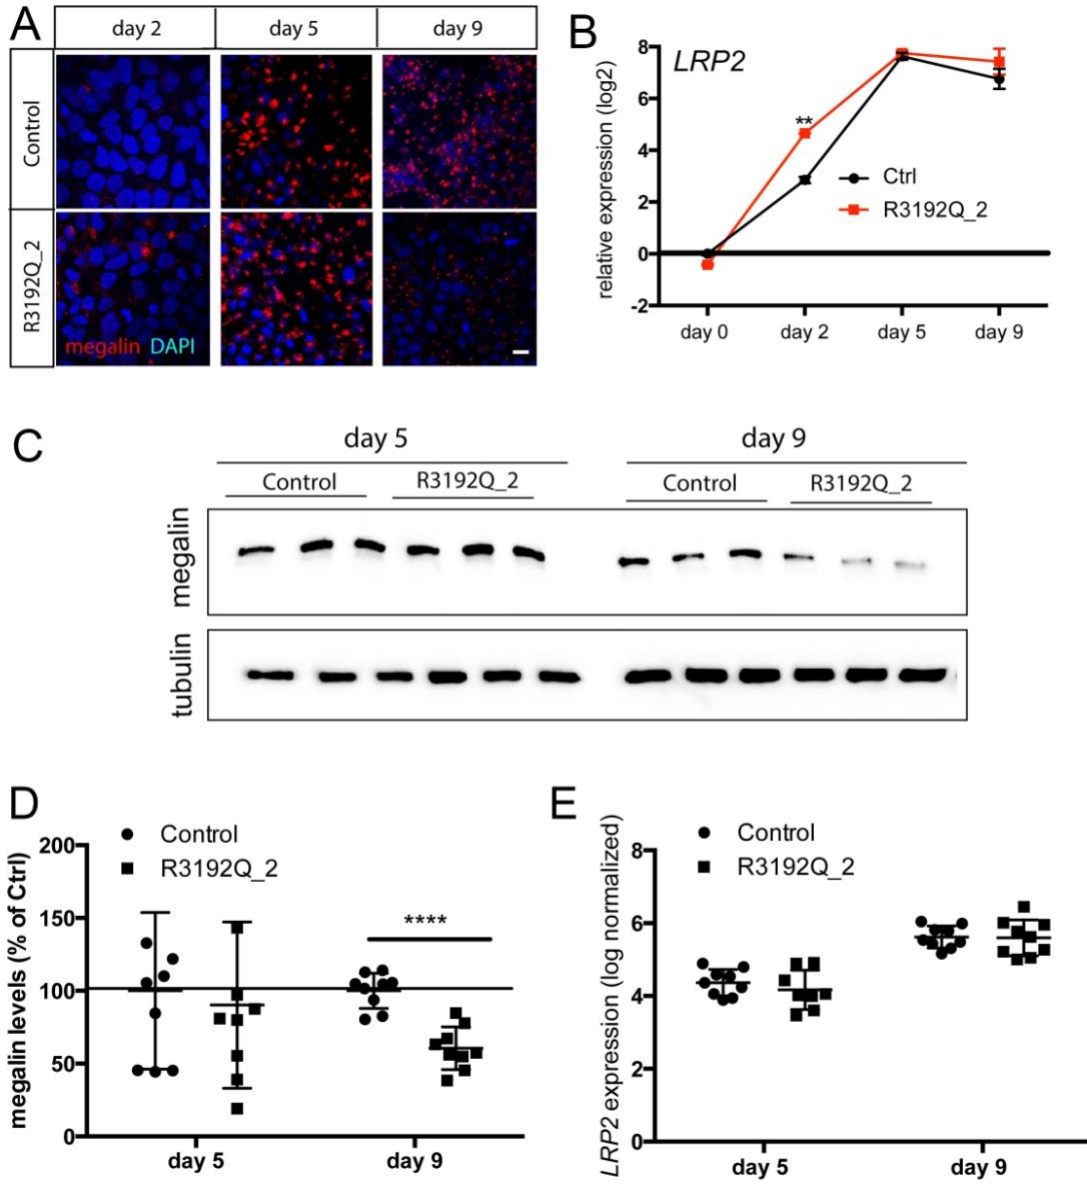 A
day 2
day 5
day 9
Control
R3192Q_2
megalin DAPI
B
LRP2
relative expression (log2)
8
6
4
2
0
-2
**
Ctrl
R3192Q_2
day 0
day 2
day 5
day 9
C
day 5
day 9
Control
R3192Q_2
Control
R3192Q_2
megalin
tubulin
D
Control
R3192Q_2
megalin levels (% of Ctrl)
200
150
100
50
0
****
day 5
day 9
E
Control
R3192Q_2
LRP2 expression (log normalized)
8
6
4
2
0
day 5
day 9